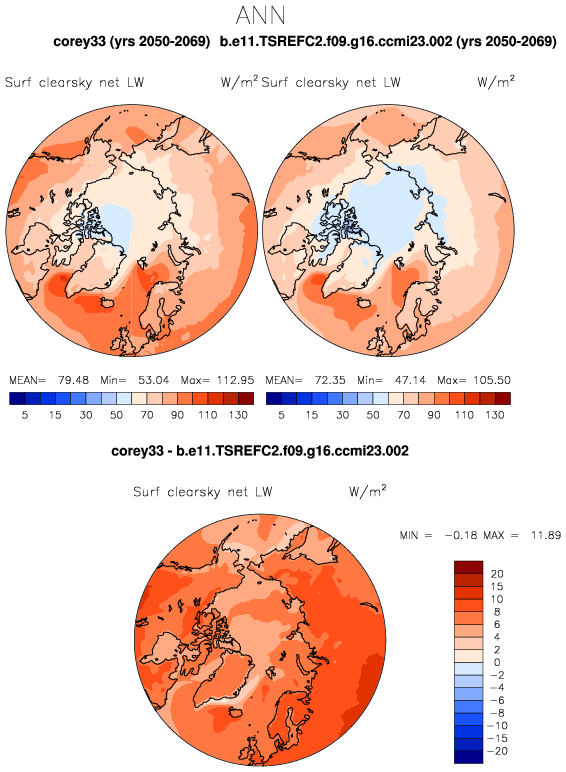 ANN
corey33 (yrs 2050-2069) b.e11.TSREFC2.f09.g16.ccmi23.002 (yrs 2050-2069)
Surf clearsky net LW W/m² Surf clearsky net LW W/m²
MEAN= 79.48 Min= 53.04 Max= 112.95 MEAN= 72.35 Min= 47.14 Max= 105.50
5 15 30 50 70 90 110 130 5 15 30 50 70 90 110 130
corey33 - b.e11.TSREFC2.f09.g16.ccmi23.002
Surf clearsky net LW W/m²
MIN = -0.18 MAX = 11.89
20
15
10
8
6
4
2
0
-2
-4
-6
-8
-10
-15
-20